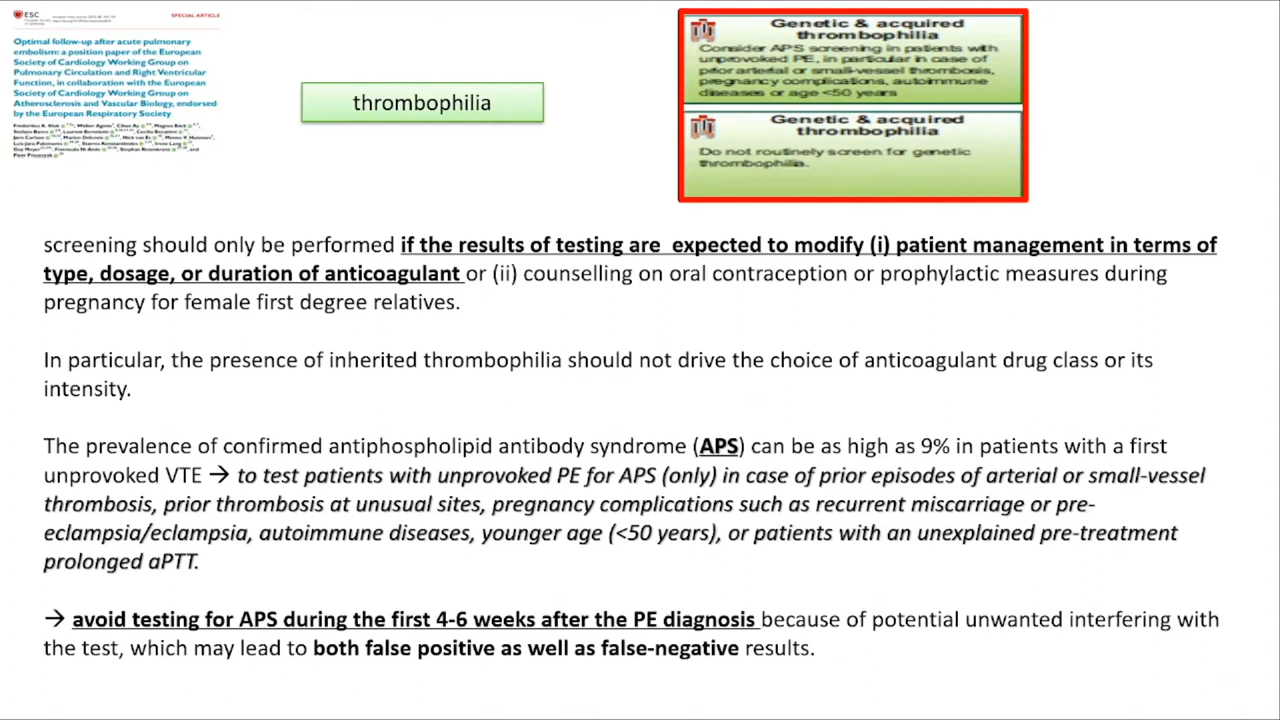 ESC
SPECIAL ARTICLE
Optimal follow-up after acute pulmonary
embolism: a position paper of the European
Society of Cardiology Working Group on
Pulmonary Circulation and Right Ventricular
Function, in collaboration with the European
Society of Cardiology Working Group on
Atherosclerosis and Vascular Biology, endorsed
by the European Respiratory Society
thrombophilia
Genetic & acquired
thrombophilia
Consider APS screening in patients with
unprovoked PE, in particular in case of
prior arterial or small-vessel thrombosis,
pregnancy complications, autoimmune
diseases or age <50 years
Genetic & acquired
thrombophilia
Do not routinely screen for genetic
thrombophilia.
screening should only be performed if the results of testing are expected to modify (i) patient management in terms of
type, dosage, or duration of anticoagulant or (ii) counselling on oral contraception or prophylactic measures during
pregnancy for female first degree relatives.
In particular, the presence of inherited thrombophilia should not drive the choice of anticoagulant drug class or its
intensity.
The prevalence of confirmed antiphospholipid antibody syndrome (APS) can be as high as 9% in patients with a first
unprovoked VTE → to test patients with unprovoked PE for APS (only) in case of prior episodes of arterial or small-vessel
thrombosis, prior thrombosis at unusual sites, pregnancy complications such as recurrent miscarriage or pre-
eclampsia/eclampsia, autoimmune diseases, younger age (<50 years), or patients with an unexplained pre-treatment
prolonged aPTT.
→ avoid testing for APS during the first 4-6 weeks after the PE diagnosis because of potential unwanted interfering with
the test, which may lead to both false positive as well as false-negative results.